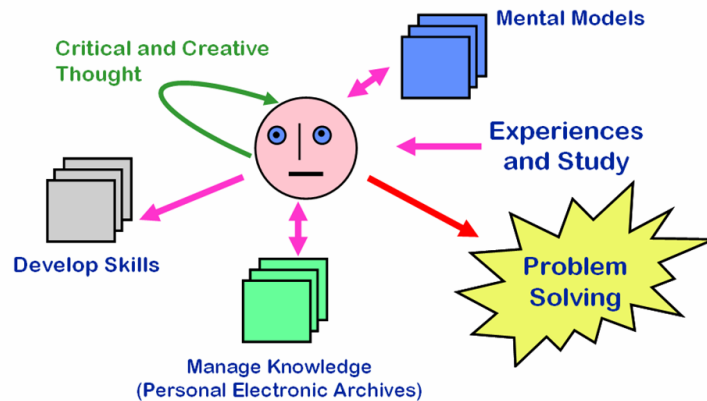 Mental Models
Critical and Creative
Thought
Experiences
and Study
Develop Skills
Problem
Solving
Manage Knowledge
(Personal Electronic Archives)